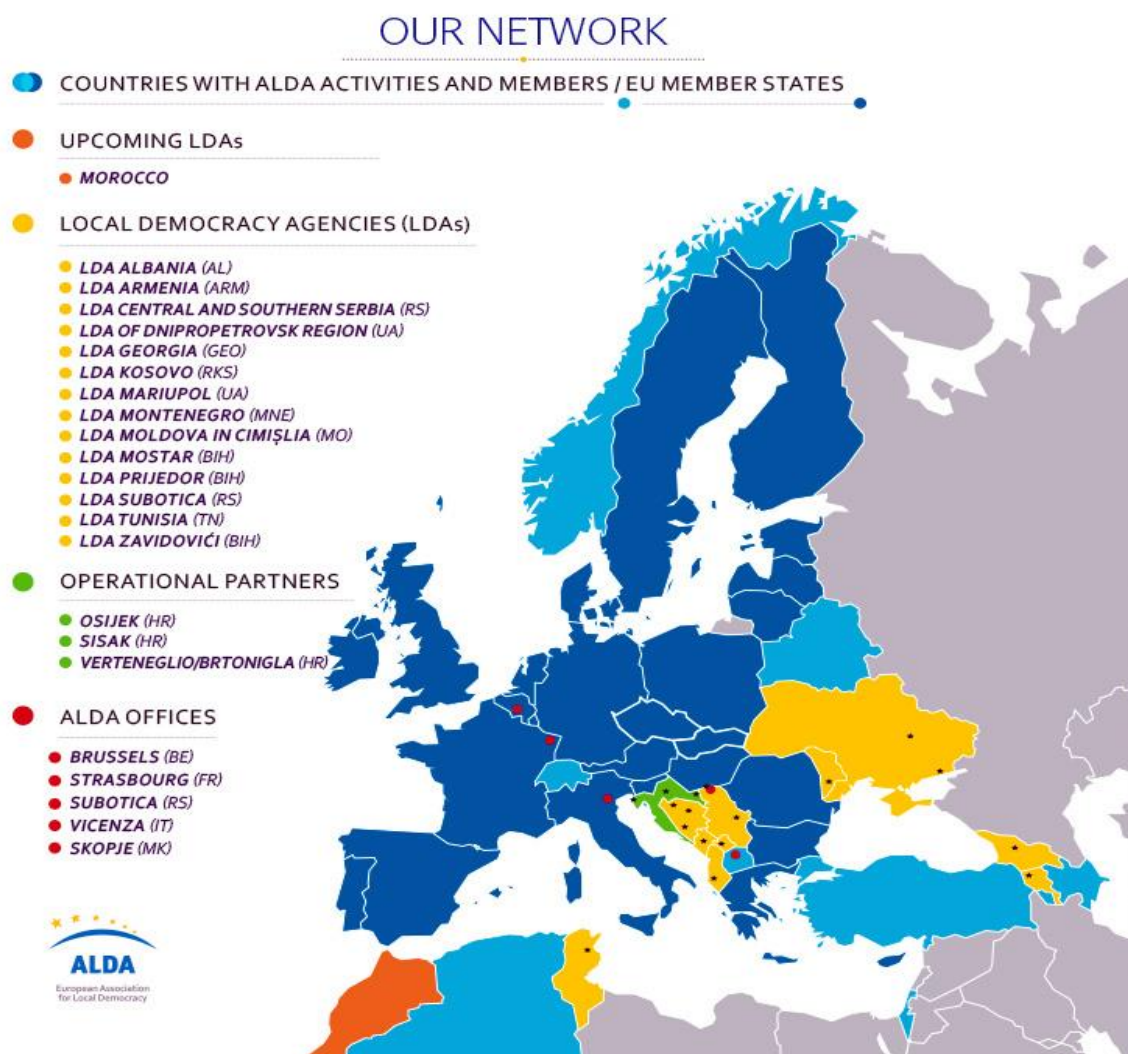 OUR NETWORK
COUNTRIES WITH ALDA ACTIVITIES AND MEMBERS / EU MEMBER STATES
UPCOMING LDAs
MOROCCO
LOCAL DEMOCRACY AGENCIES (LDAs)
LDA ALBANIA (AL)
LDA ARMENIA (ARM)
LDA CENTRAL AND SOUTHERN SERBIA (RS)
LDA OF DNIPROPETROVSK REGION (UA)
LDA GEORGIA (GEO)
LDA KOSOVO (RKS)
LDA MARIUPOL (UA)
LDA MONTENEGRO (MNE)
LDA MOLDOVA IN CIMIȘLIA (MO)
LDA MOSTAR (BIH)
LDA PRIJEDOR (BIH)
LDA SUBOTICA (RS)
LDA TUNISIA (TN)
LDA ZAVIDOVIĆI (BIH)
OPERATIONAL PARTNERS
OSIJEK (HR)
SISAK (HR)
VERTENEGLIO/BRTONIGLA (HR)
ALDA OFFICES
BRUSSELS (BE)
STRASBOURG (FR)
SUBOTICA (RS)
VICENZA (IT)
SKOPJE (MK)
ALDA
European Association
for Local Democracy